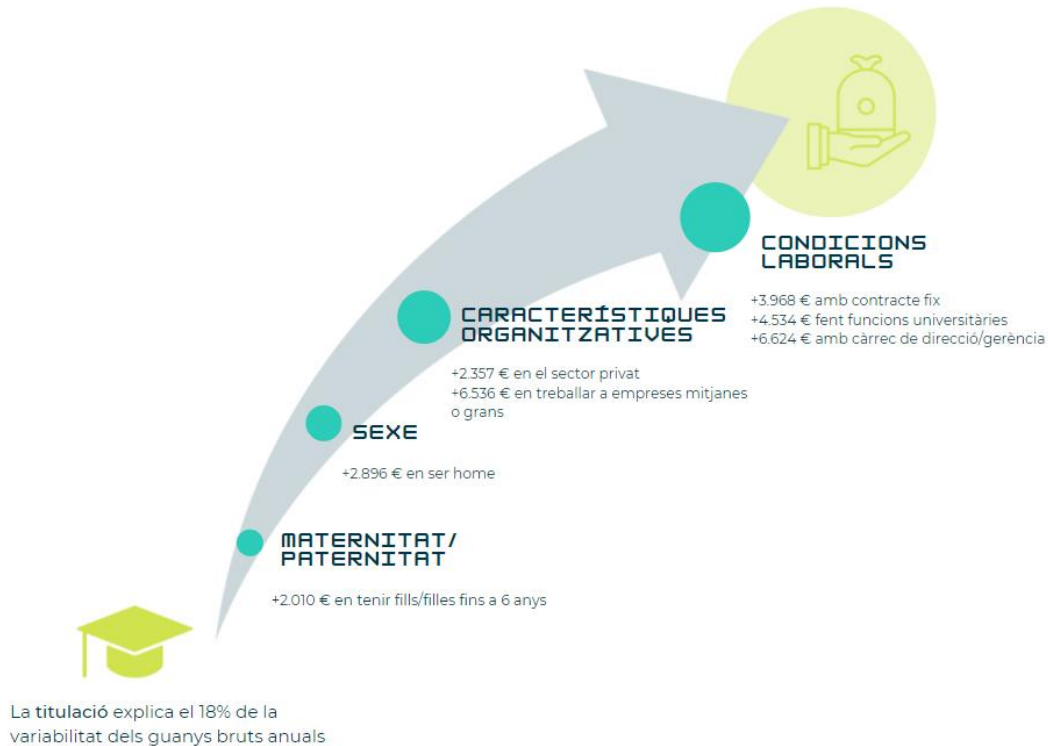 CONDICIONS
LABORALS
+3.968 € amb contracte fix
+4.534 € fent funcions universitàries
+6.624 € amb càrrec de direcció/gerència
CARACTERÍSTIQUES
ORGANITZATIVES
+2.357 € en el sector privat
+6.536 € en treballar a empreses mitjanes
o grans
SEXE
+2.896 € en ser home
MATERNITAT/
PATERNITAT
+2.010 € en tenir fills/filles fins a 6 anys
La titulació explica el 18% de la
variabilitat dels guanys bruts anuals